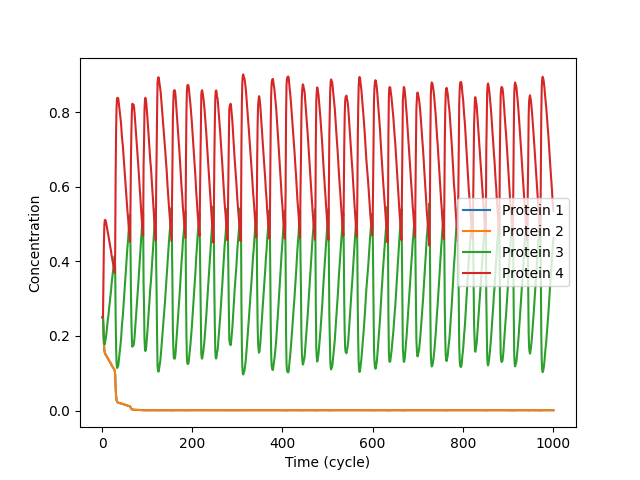 Concentration
0.8
0.6
0.4
0.2
0.0
Protein 1
Protein 2
Protein 3
Protein 4
0 200 400 600 800 1000
Time (cycle)